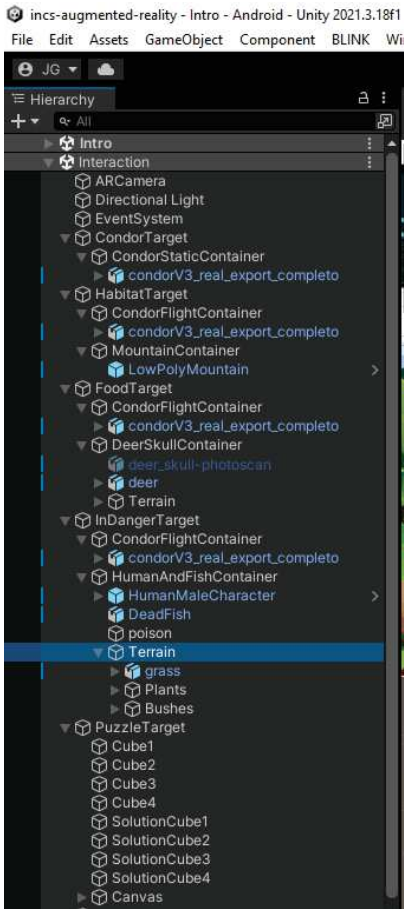 incs-augmented-reality - Intro - Android - Unity 2021.3.18f1
File Edit Assets GameObject Component BLINK Wi
JG
Hierarchy
All
Intro
Interaction
ARCamera
Directional Light
EventSystem
CondorTarget
CondorStaticContainer
condorV3_real_export_completo
HabitatTarget
CondorFlightContainer
condorV3_real_export_completo
MountainContainer
LowPolyMountain
FoodTarget
CondorFlightContainer
condorV3_real_export_completo
DeerSkullContainer
deer_skull-photoscan
deer
Terrain
InDangerTarget
CondorFlightContainer
condorV3_real_export_completo
HumanAndFishContainer
HumanMaleCharacter
DeadFish
poison
Terrain
grass
Plants
Bushes
PuzzleTarget
Cube1
Cube2
Cube3
Cube4
SolutionCube1
SolutionCube2
SolutionCube3
SolutionCube4
Canvas